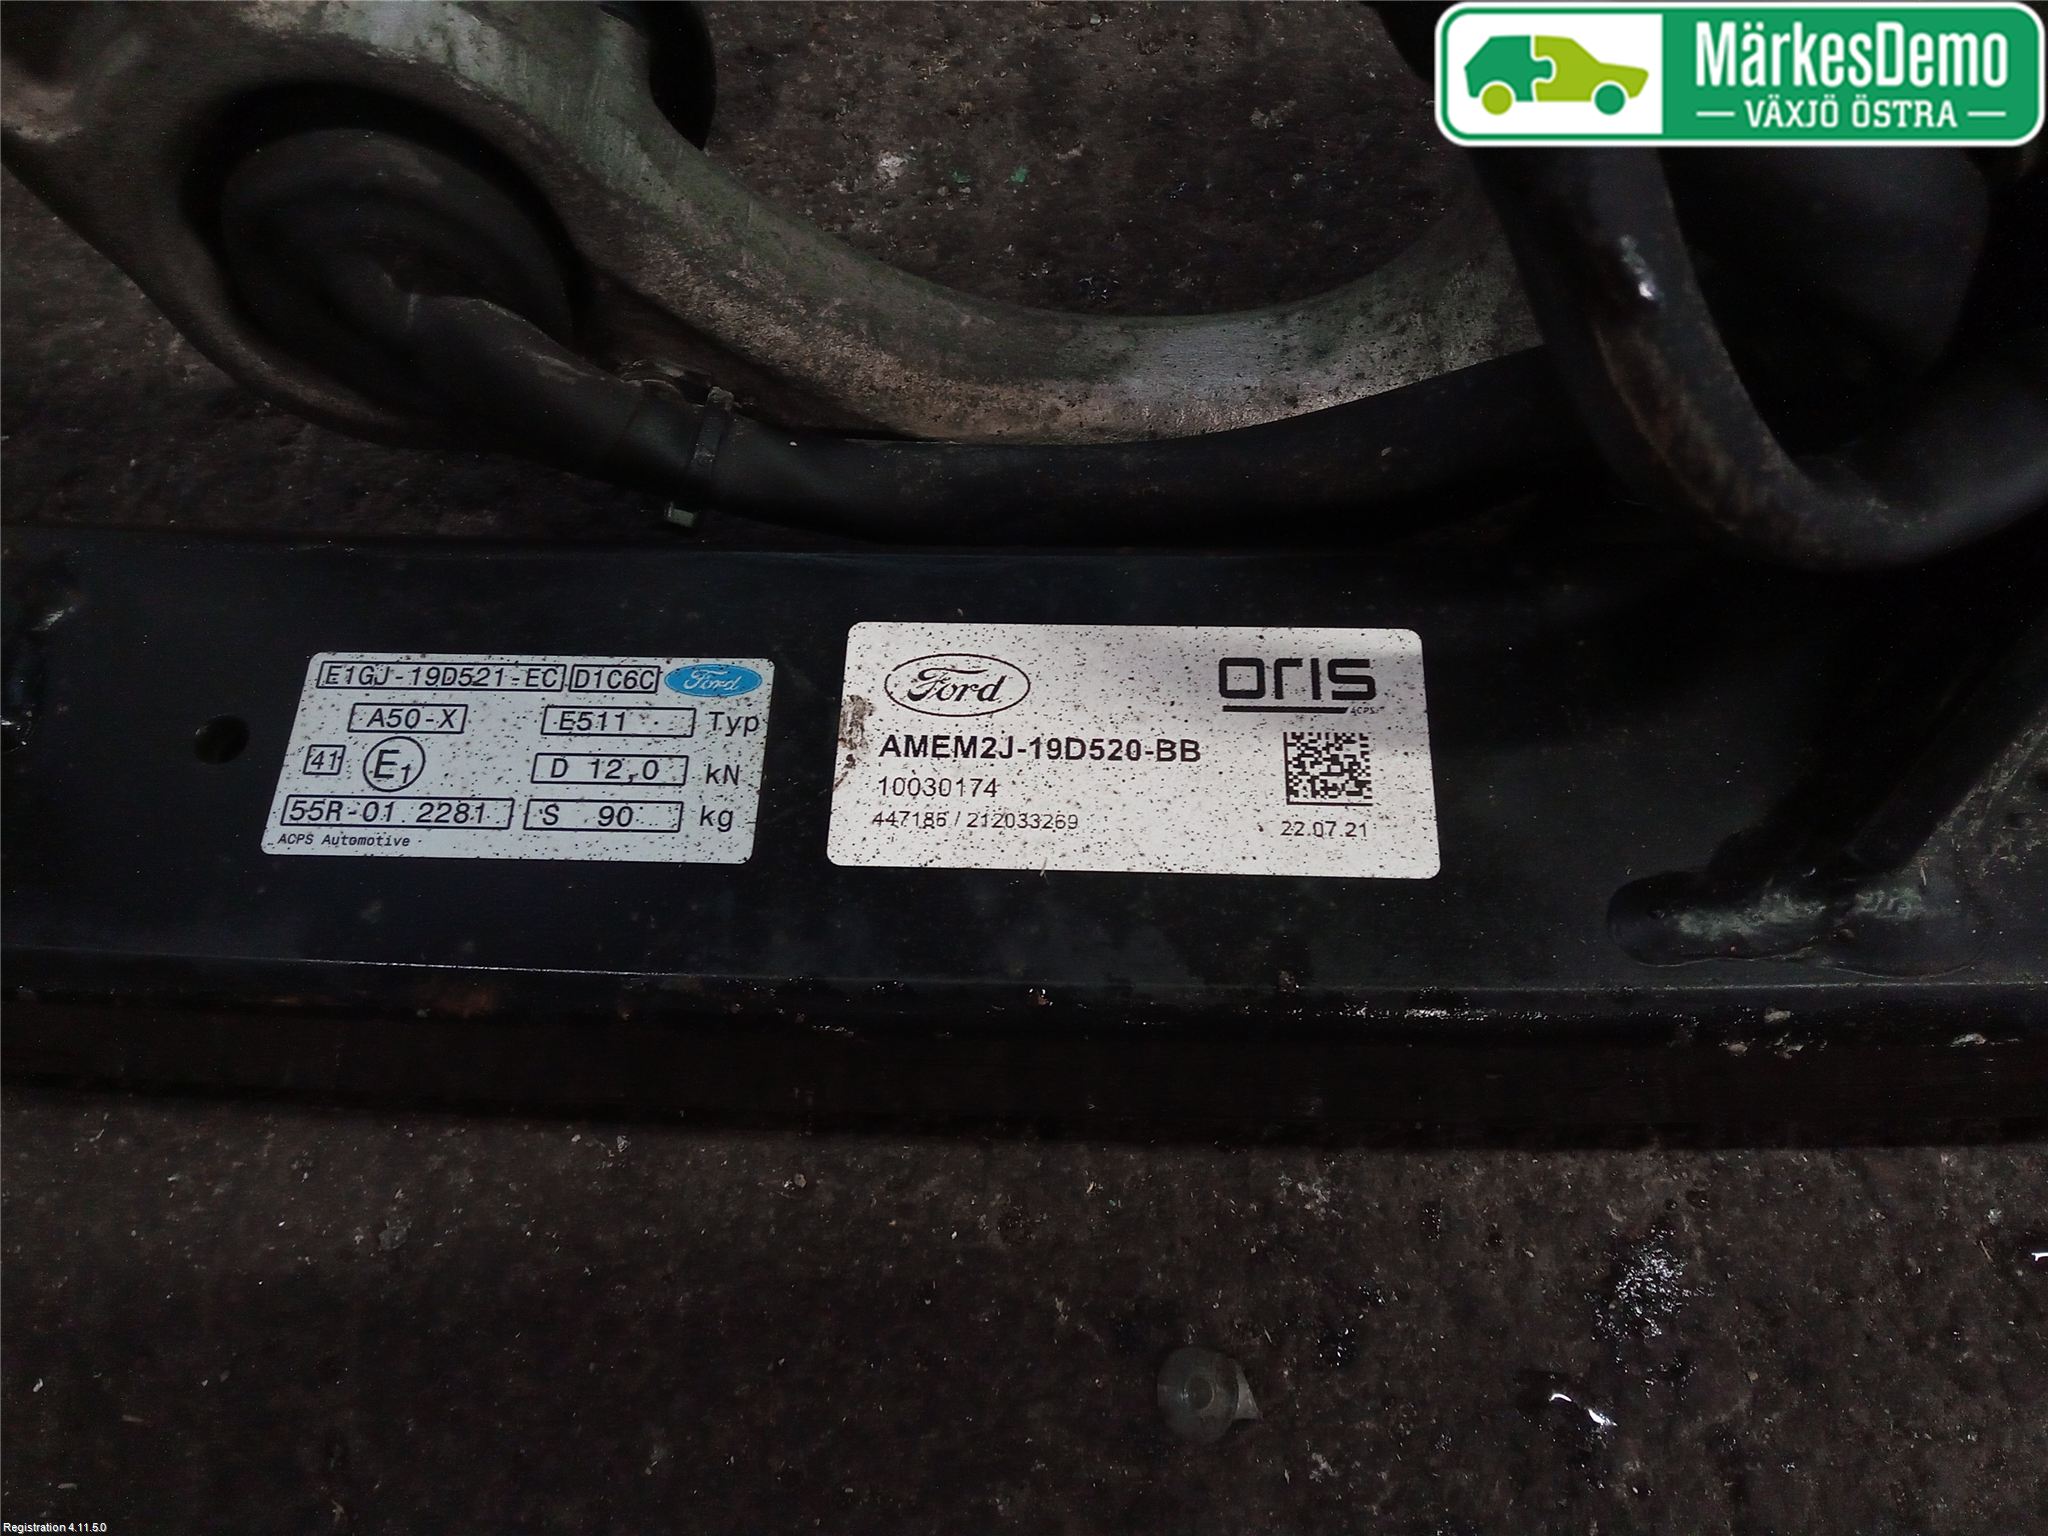 MärkesDemo
— VÄXJÖ ÖSTRA —
E1GJ-19D521-EC D1C6C Ford
A50-X E511 Typ
41 E1 D 12,0 kN
55R-01 2281 S 90 kg
ACPS Automotive
Ford oris
ACPS
AMEM2J-19D520-BB
10030174
447186 / 212033269
22.07.21
Registration 4.11.5.0